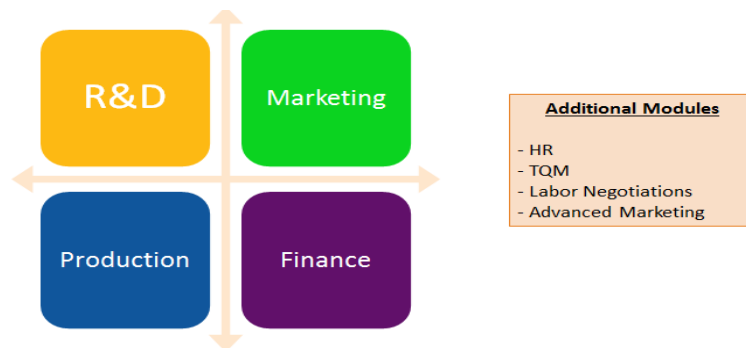 R&D
Marketing
Production
Finance
Additional Modules
- HR
- TQM
- Labor Negotiations
- Advanced Marketing